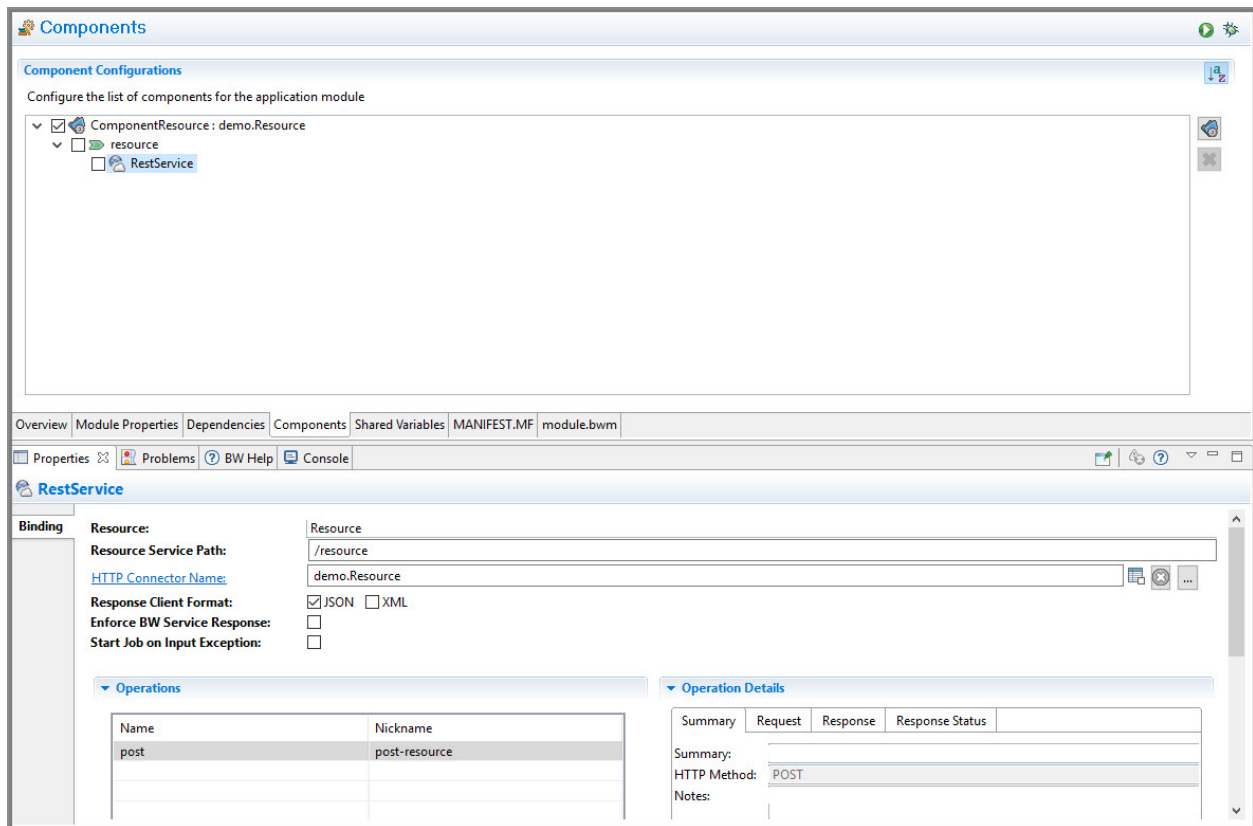 Components
Component Configurations
Configure the list of components for the application module
ComponentResource : demo.Resource
resource
RestService
Overview Module Properties Dependencies Components Shared Variables MANIFEST.MF module.bwm
Properties Problems BW Help Console
RestService
Binding
Resource: Resource
Resource Service Path: /resource
HTTP Connector Name: demo.Resource
...
Response Client Format: JSON XML
Enforce BW Service Response:
Start Job on Input Exception:
Operations
Name Nickname
post post-resource
Operation Details
Summary Request Response Response Status
Summary:
HTTP Method: POST
Notes: